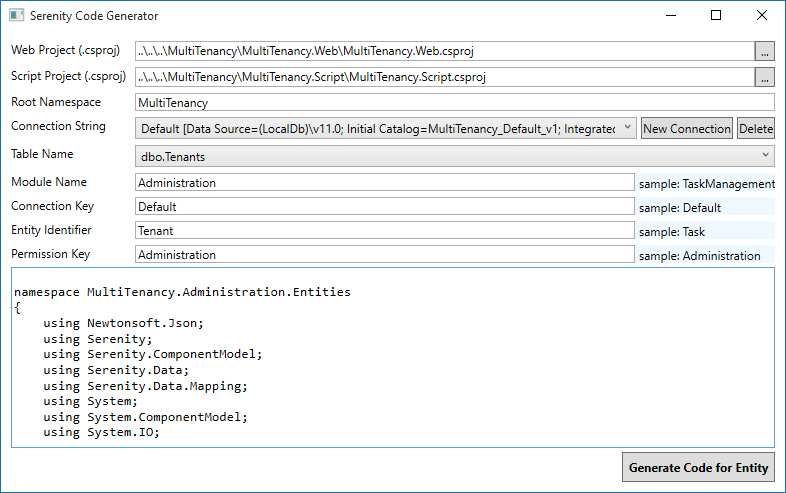 Serenity Code Generator
Web Project (.csproj) ..\..\..\MultiTenancy\MultiTenancy.Web\MultiTenancy.Web.csproj ...
Script Project (.csproj) ..\..\..\MultiTenancy\MultiTenancy.Script\MultiTenancy.Script.csproj ...
Root Namespace MultiTenancy
Connection String Default [Data Source=(LocalDb)\v11.0; Initial Catalog=MultiTenancy_Default_v1; Integrated New Connection Delete
Table Name dbo.Tenants
Module Name Administration sample: TaskManagement
Connection Key Default sample: Default
Entity Identifier Tenant sample: Task
Permission Key Administration sample: Administration
namespace MultiTenancy.Administration.Entities
{
    using Newtonsoft.Json;
    using Serenity;
    using Serenity.ComponentModel;
    using Serenity.Data;
    using Serenity.Data.Mapping;
    using System;
    using System.ComponentModel;
    using System.IO;
Generate Code for Entity